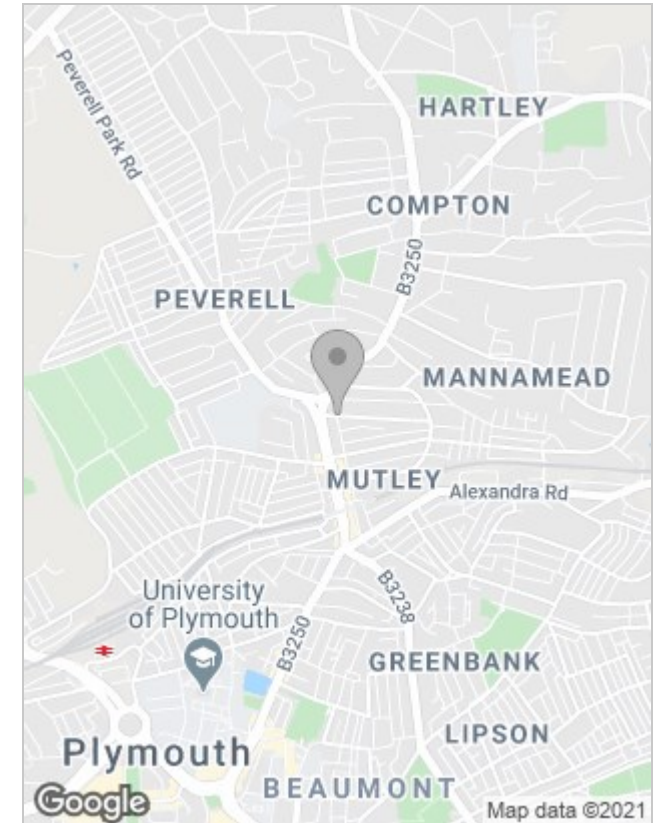 Peverell Park Rd
HARTLEY
COMPTON
B3250
PEVERELL
MANNAMEAD
MUTLEY
Alexandra Rd
University
of Plymouth
B3238
B3250
GREENBANK
LIPSON
Plymouth
BEAUMONT
Google
Map data ©2021